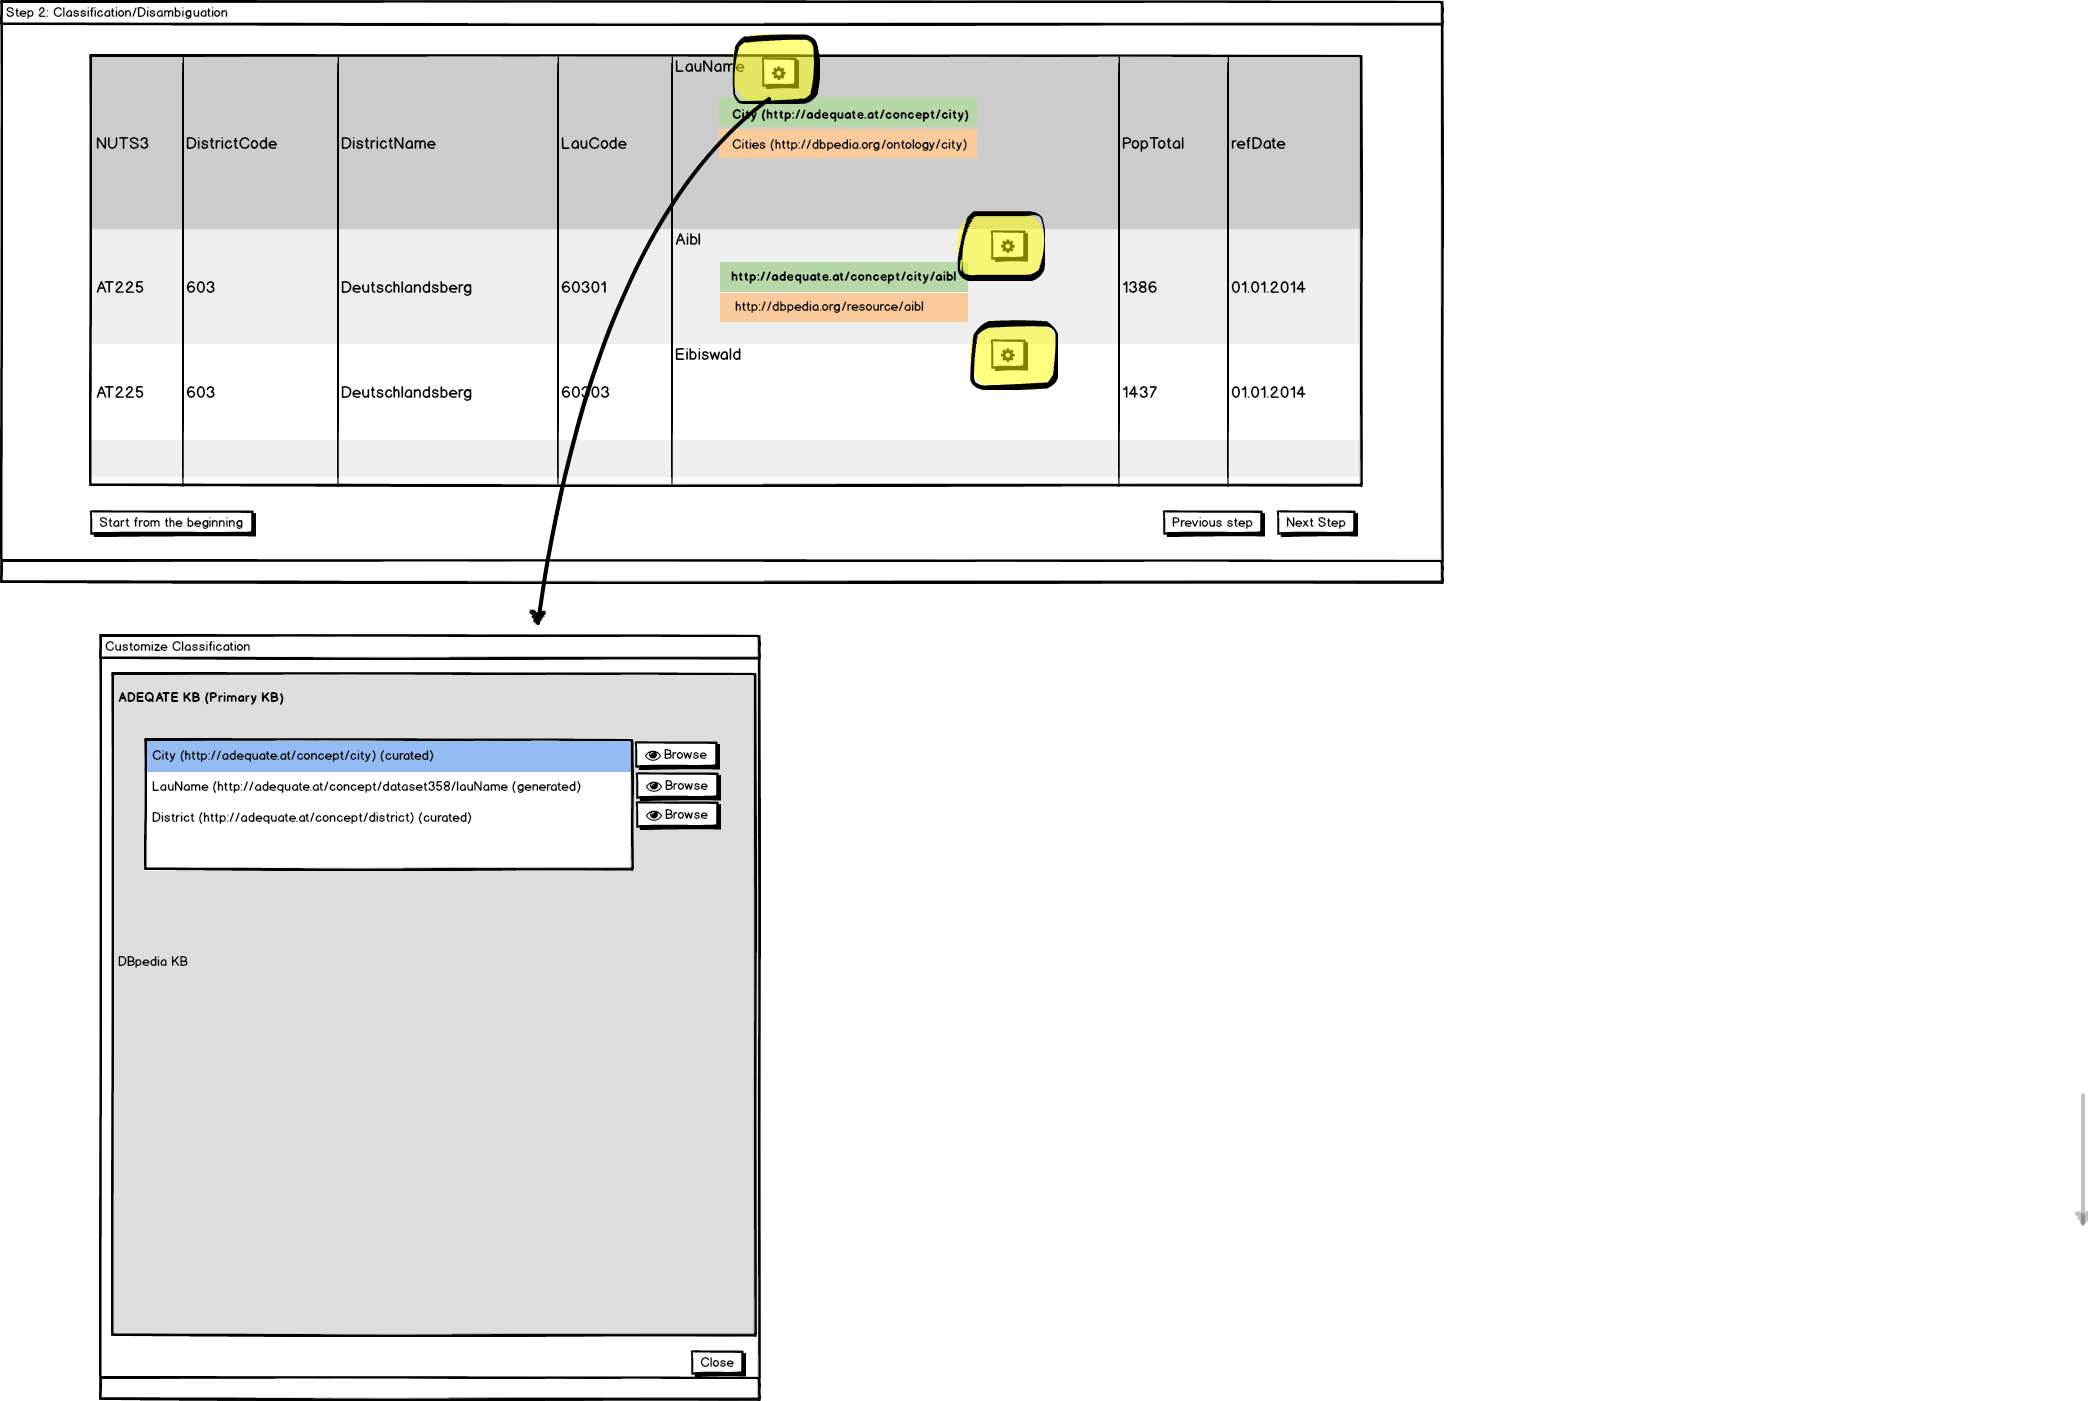 Step 2: Classification/Disambiguation
NUTS3 DistrictCode DistrictName LauCode LauName PopTotal refDate
City (http://adequate.at/concept/city)
Cities (http://dbpedia.org/ontology/city)
AT225 603 Deutschlandsberg 60301 Aibl 1386 01.01.2014
http://adequate.at/concept/city/aibl
http://dbpedia.org/resource/aibl
AT225 603 Deutschlandsberg 60303 Eibiswald 1437 01.01.2014
Start from the beginning Previous step Next Step
Customize Classification
ADEQATE KB (Primary KB)
City (http://adequate.at/concept/city) (curated) Browse
LauName (http://adequate.at/concept/dataset358/lauName (generated) Browse
District (http://adequate.at/concept/district) (curated) Browse
DBpedia KB
Close